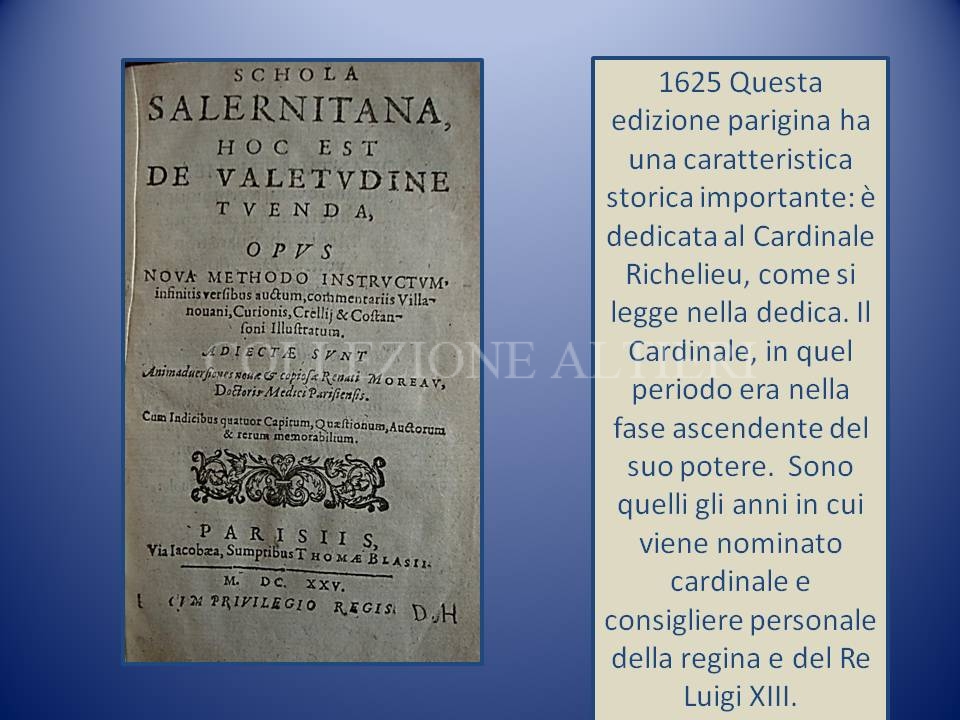 SCHOLA
SALERNITANA,
HOC EST
DE VALETVDINE
TVENDA,
OPVS
NOVA METHODO INSTRVCTVM,
infinitis versibus auctum, commentariis Villa-
nouani, Curionis, Crellij & Costan-
soni Illustratum.
ADIECTÆ SVNT
Animaduersiones nouæ & copiosæ Renati MOREAV,
Doctoris Medici Parisiensis.
Cum Indicibus quatuor Capitum, Quæstionum, Auctorum
& rerum memorabilium.
PARISIIS,
Via Iacobæa, Sumptibus THOMÆ BLASII.
M. DC. XXV.
CVM PRIVILEGIO REGIS.
D.H
1625 Questa
edizione parigina ha
una caratteristica
storica importante: è
dedicata al Cardinale
Richelieu, come si
legge nella dedica. Il
Cardinale, in quel
periodo era nella
fase ascendente del
suo potere. Sono
quelli gli anni in cui
viene nominato
cardinale e
consigliere personale
della regina e del Re
Luigi XIII.
COLLEZIONE ALTIERI